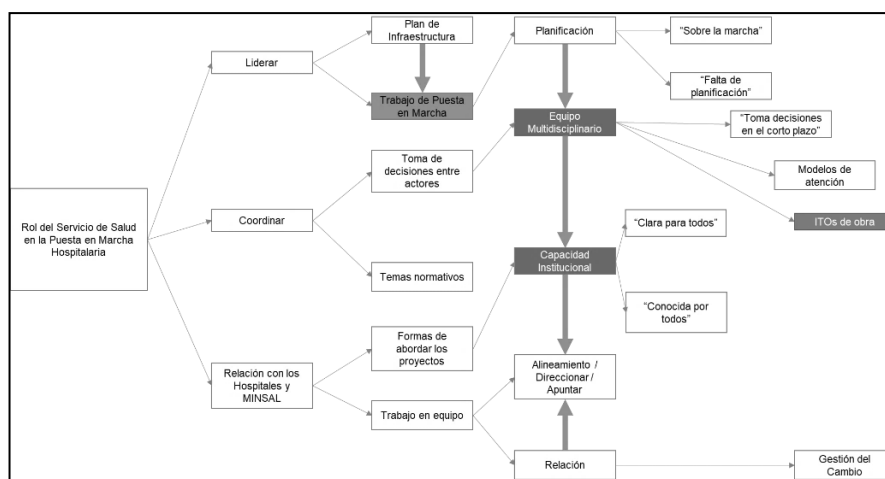 Rol del Servicio de Salud
en la Puesta en Marcha
Hospitalaria
Liderar
Coordinar
Relación con los
Hospitales y
MINSAL
Plan de
Infraestructura
Trabajo de Puesta
en Marcha
Toma de
decisiones entre
actores
Temas normativos
Formas de
abordar los
proyectos
Trabajo en equipo
Planificación
Equipo
Multidisciplinario
Capacidad
Institucional
Alineamiento /
Direccionar /
Apuntar
Relación
“Sobre la marcha”
“Falta de
planificación”
“Toma decisiones
en el corto plazo”
Modelos de
atención
ITOs de obra
“Clara para todos”
“Conocida por
todos”
Gestión del
Cambio